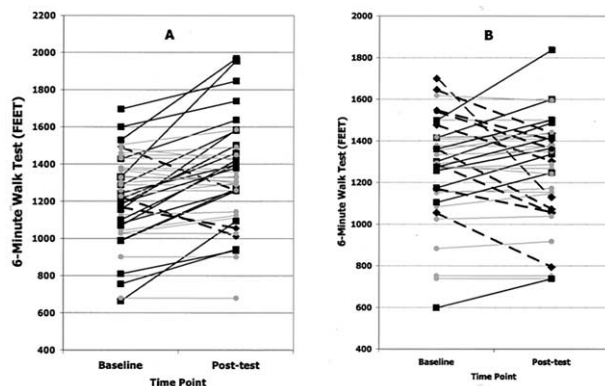 A
2200
2000
1800
1600
1400
1200
1000
800
600
400
6-Minute Walk Test (FEET)
Baseline
Post-test
Time Point
B
2000
1800
1600
1400
1200
1000
800
600
400
6-Minute Walk Test (FEET)
Baseline
Post-test
Time Point